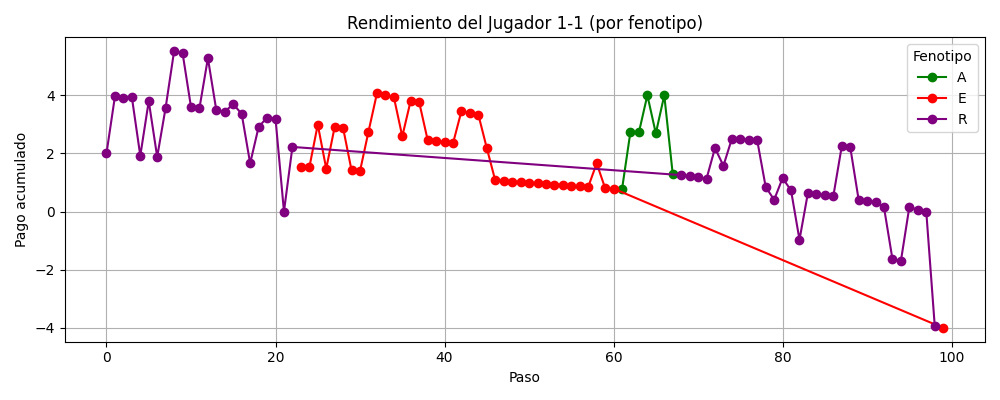 Rendimiento del Jugador 1-1 (por fenotipo)
Pago acumulado
4
2
0
−2
−4
Fenotipo
A
E
R
0 20 40 60 80 100
Paso